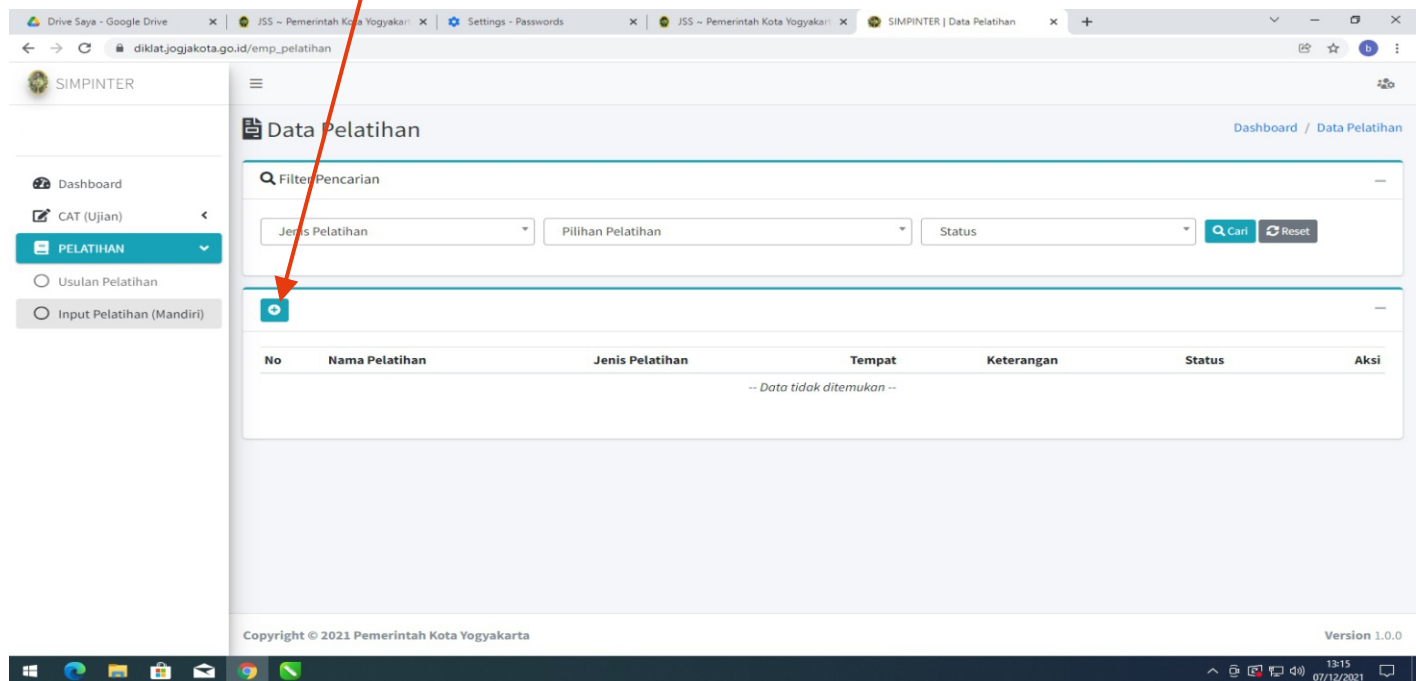 Drive Saya - Google Drive
JSS ~ Pemerintah Kota Yogyakart
Settings - Passwords
JSS ~ Pemerintah Kota Yogyakart
SIMPINTER | Data Pelatihan
diklat.jogjakota.go.id/emp_pelatihan
b
SIMPINTER
Data Pelatihan
Dashboard / Data Pelatihan
Dashboard
CAT (Ujian)
PELATIHAN
Usulan Pelatihan
Input Pelatihan (Mandiri)
Filter Pencarian
Jenis Pelatihan
Pilihan Pelatihan
Status
Cari
Reset
No Nama Pelatihan Jenis Pelatihan Tempat Keterangan Status Aksi
-- Data tidak ditemukan --
Copyright © 2021 Pemerintah Kota Yogyakarta
Version 1.0.0
13:15
07/12/2021